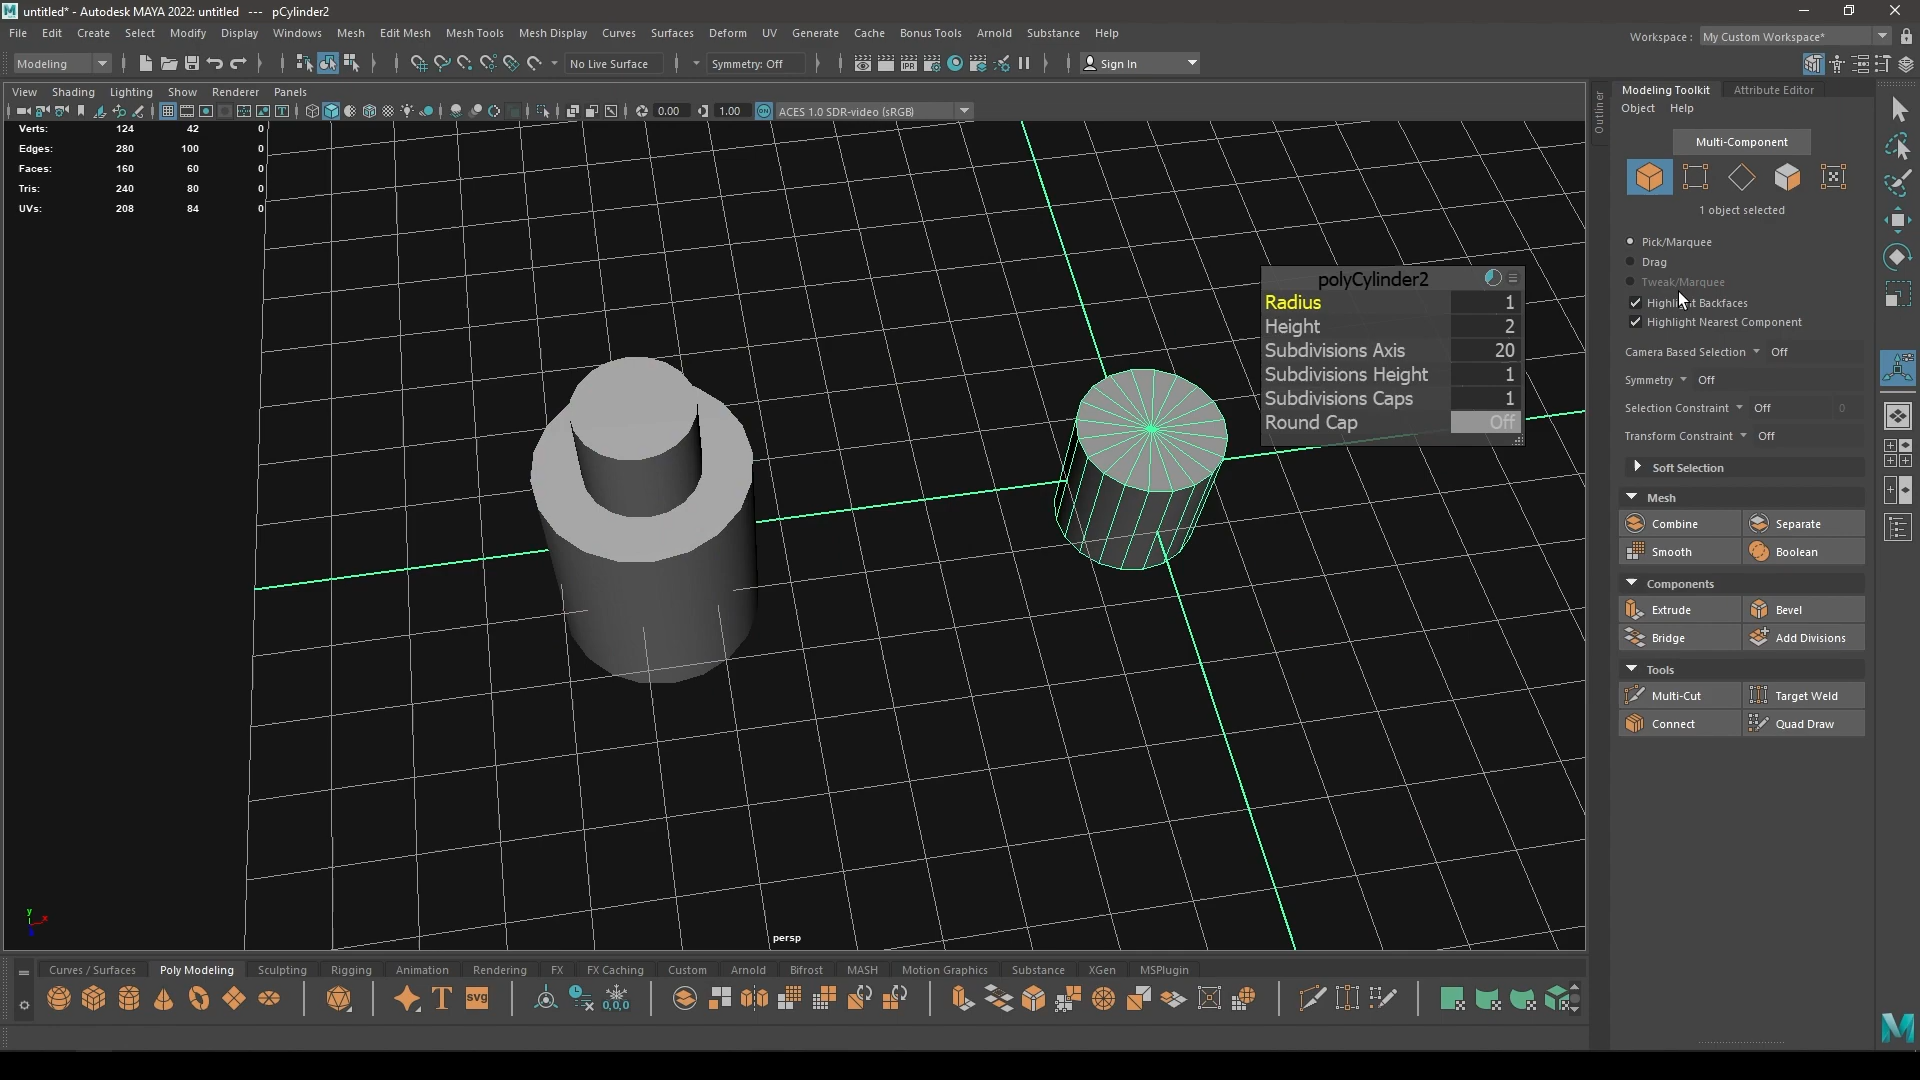 untitled* - Autodesk MAYA 2022: untitled --- pCylinder2
File Edit Create Select Modify Display Windows Mesh Edit Mesh Mesh Tools Mesh Display Curves Surfaces Deform UV Generate Cache Bonus Tools Arnold Substance Help
Workspace : My Custom Workspace*
Modeling No Live Surface Symmetry: Off IPR Sign In
View Shading Lighting Show Renderer Panels
0.00 1.00 ON ACES 1.0 SDR-video (sRGB)
Verts: 124 42 0
Edges: 280 100 0
Faces: 160 60 0
Tris: 240 80 0
UVs: 208 84 0
polyCylinder2
Radius 1
Height 2
Subdivisions Axis 20
Subdivisions Height 1
Subdivisions Caps 1
Round Cap Off
y
x
persp
Outliner
Modeling Toolkit Attribute Editor
Object Help
Multi-Component
1 object selected
Pick/Marquee
Drag
Tweak/Marquee
Highlight Backfaces
Highlight Nearest Component
Camera Based Selection Off
Symmetry Off
Selection Constraint Off 0
Transform Constraint Off
Soft Selection
Mesh
Combine Separate
Smooth Boolean
Components
Extrude Bevel
Bridge Add Divisions
Tools
Multi-Cut Target Weld
Connect Quad Draw
Curves / Surfaces Poly Modeling Sculpting Rigging Animation Rendering FX FX Caching Custom Arnold Bifrost MASH Motion Graphics Substance XGen MSPlugin
T svg 0,0,0
M